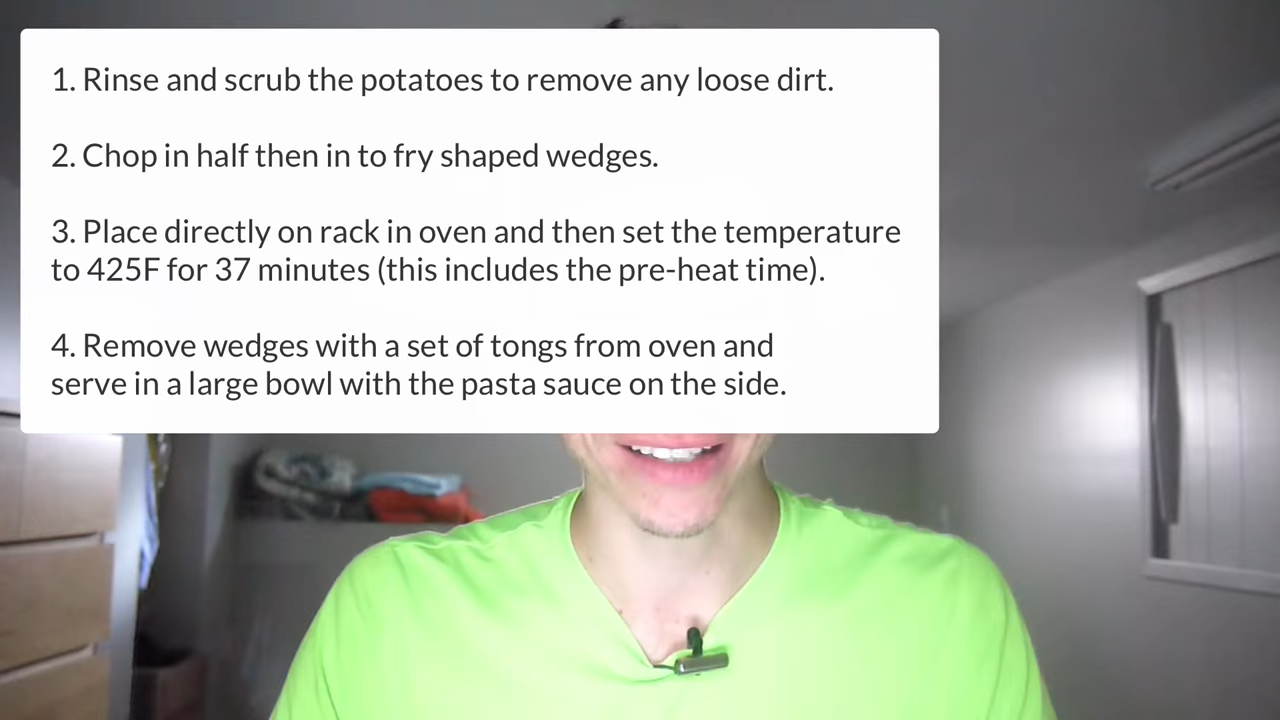 1. Rinse and scrub the potatoes to remove any loose dirt.
2. Chop in half then in to fry shaped wedges.
3. Place directly on rack in oven and then set the temperature
to 425F for 37 minutes (this includes the pre-heat time).
4. Remove wedges with a set of tongs from oven and
serve in a large bowl with the pasta sauce on the side.